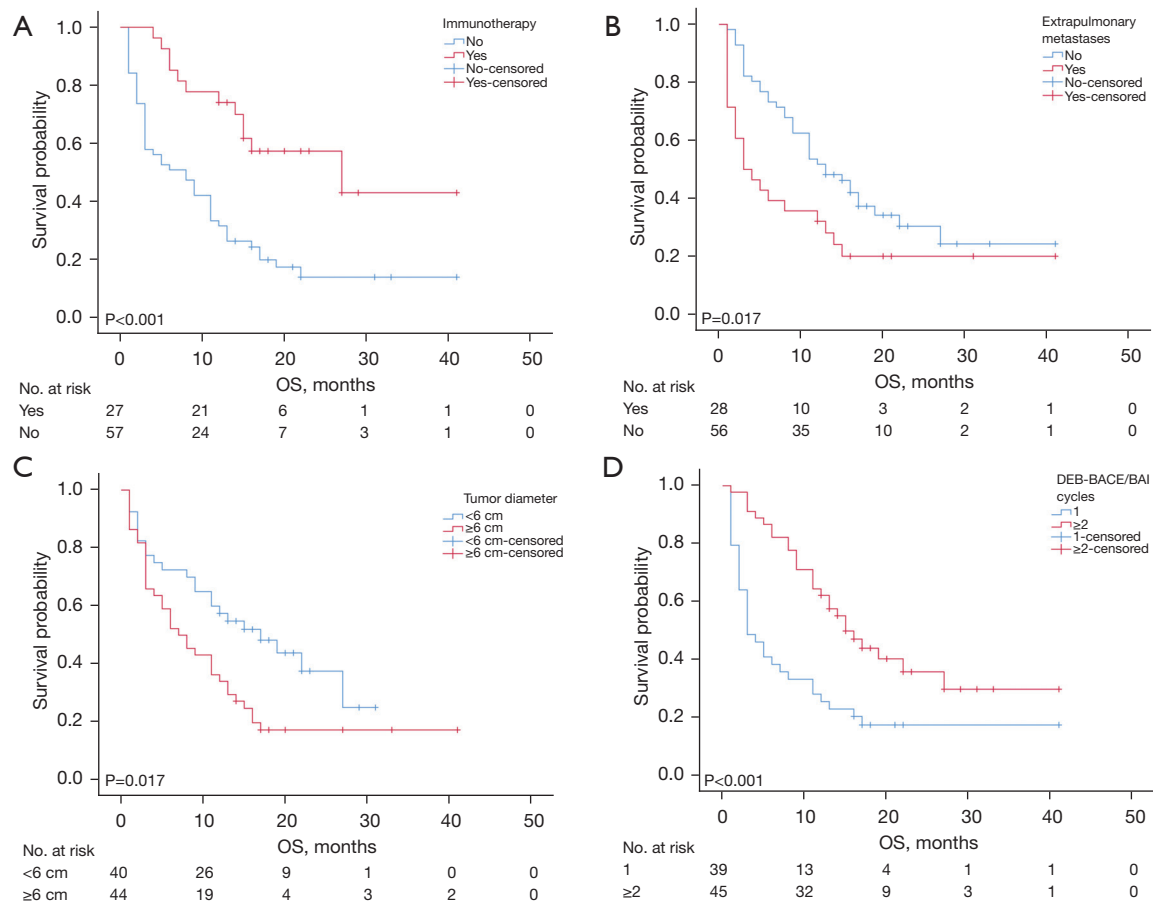 A
Immunotherapy
No
Yes
No-censored
Yes-censored
1.0
0.8
0.6
0.4
0.2
0.0
Survival probability
P<0.001
0 10 20 30 40 50
OS, months
No. at risk
Yes 27 21 6 1 1 0
No 57 24 7 3 1 0
B
Extrapulmonary
metastases
No
Yes
No-censored
Yes-censored
1.0
0.8
0.6
0.4
0.2
0.0
Survival probability
P=0.017
0 10 20 30 40 50
OS, months
No. at risk
Yes 28 10 3 2 1 0
No 56 35 10 2 1 0
C
Tumor diameter
<6 cm
≥6 cm
<6 cm-censored
≥6 cm-censored
1.0
0.8
0.6
0.4
0.2
0.0
Survival probability
P=0.017
0 10 20 30 40 50
OS, months
No. at risk
<6 cm 40 26 9 1 0 0
≥6 cm 44 19 4 3 2 0
D
DEB-BACE/BAI
cycles
1
≥2
1-censored
≥2-censored
1.0
0.8
0.6
0.4
0.2
0.0
Survival probability
P<0.001
0 10 20 30 40 50
OS, months
No. at risk
1 39 13 4 1 1 0
≥2 45 32 9 3 1 0